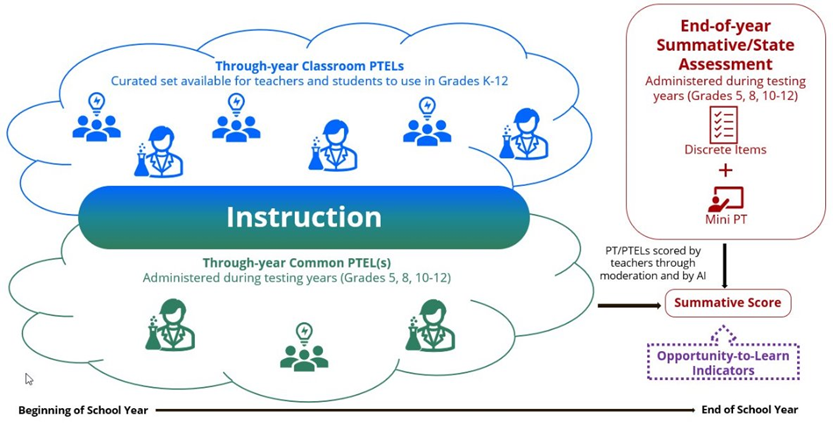 Through-year Classroom PTELs
Curated set available for teachers and students to use in Grades K-12
Instruction
Through-year Common PTEL(s)
Administered during testing years (Grades 5, 8, 10-12)
End-of-year
Summative/State
Assessment
Administered during testing
years (Grades 5, 8, 10-12)
Discrete Items
+
Mini PT
PT/PTELs scored by
teachers through
moderation and by AI
Summative Score
Opportunity-to-Learn
Indicators
Beginning of School Year
End of School Year